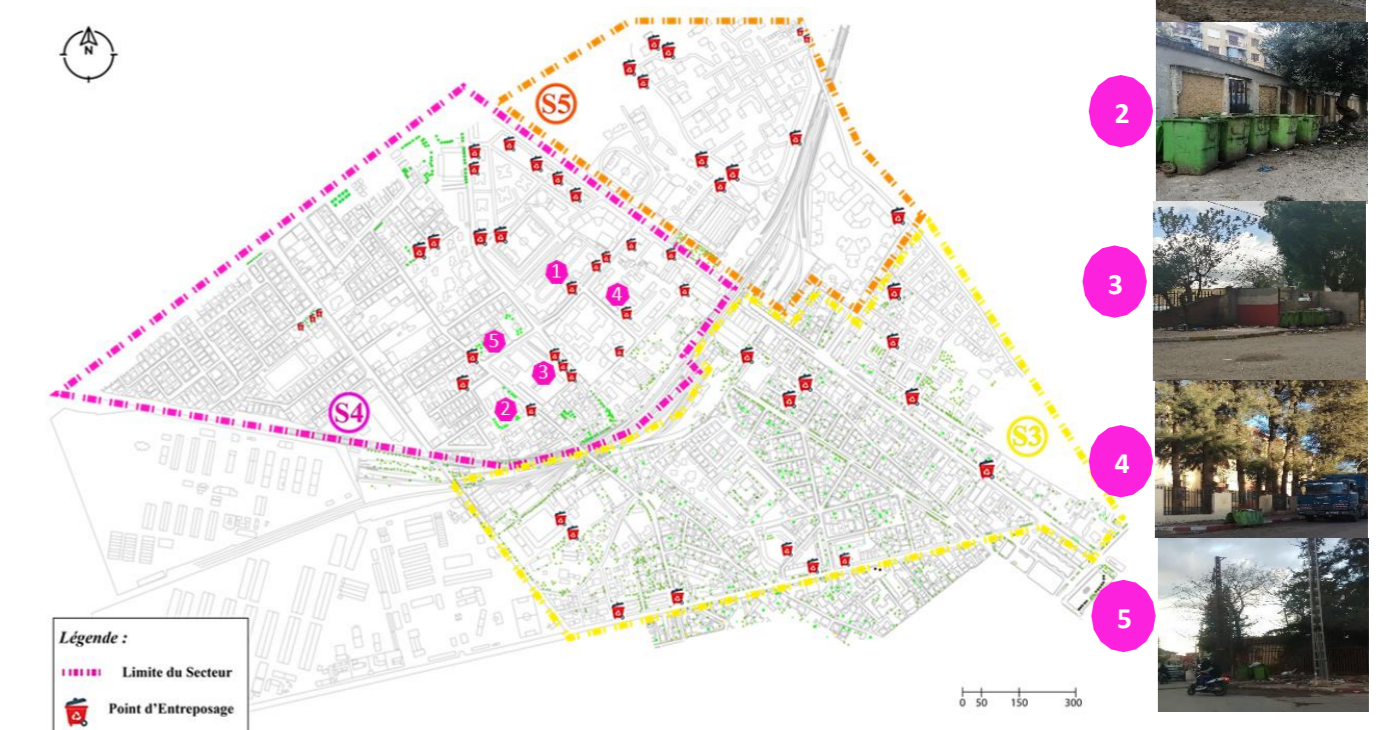 N
S5
2
1
4
3
5
3
2
S4
S3
4
5
Légende :
Limite du Secteur
Point d'Entreposage
0 50 150 300